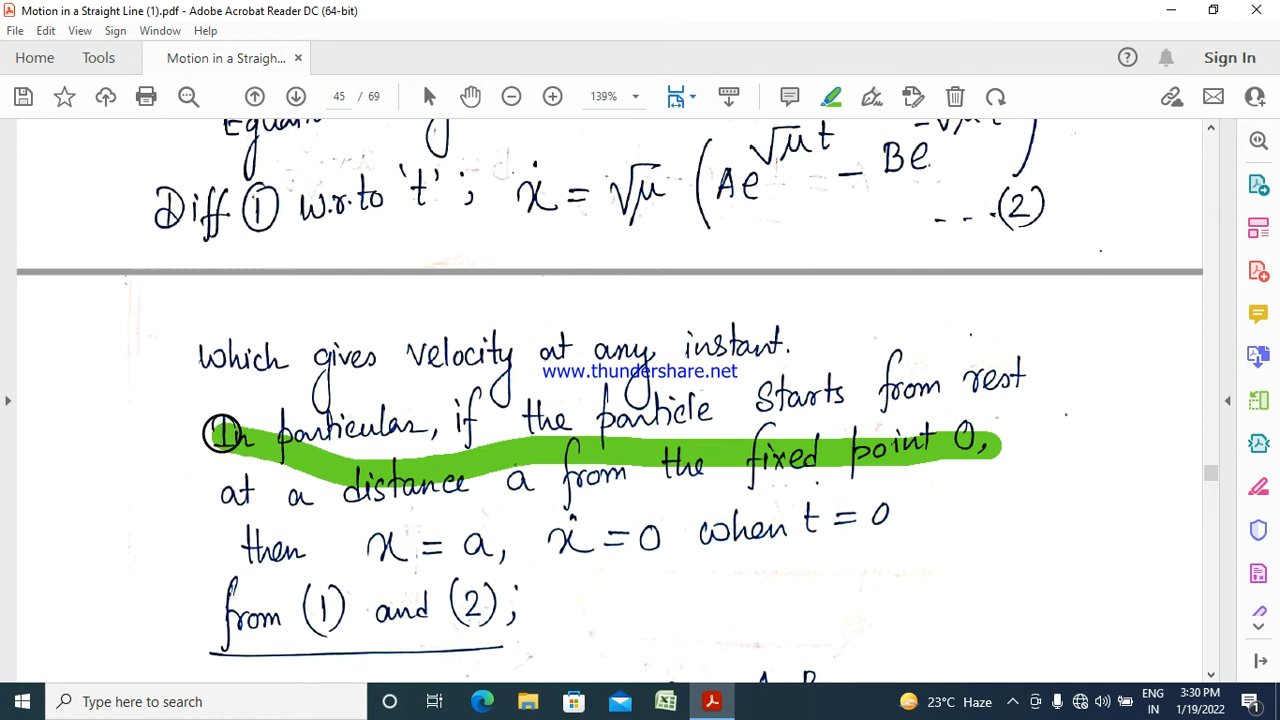 Motion in a Straight Line (1).pdf - Adobe Acrobat Reader DC (64-bit)
File Edit View Sign Window Help
Home Tools Motion in a Straigh... × Sign In
45 / 69 139%
Diff (1) w.r.to 't'; ẋ = √μ (Ae^{√μt} - Be^{-√μt})
---(2)
which gives velocity at any instant.
www.thundershare.net
In particular, if the particle starts from rest
at a distance a from the fixed point O,
then x = a, ẋ = 0 when t = 0
from (1) and (2);
Type here to search
23°C Haze
ENG
IN
3:30 PM
1/19/2022